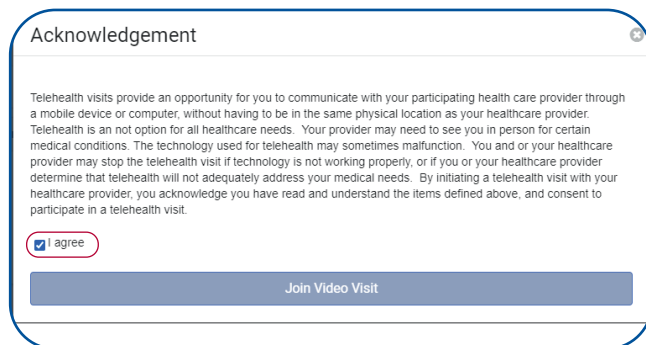 Acknowledgement
Telehealth visits provide an opportunity for you to communicate with your participating health care provider through
a mobile device or computer, without having to be in the same physical location as your healthcare provider.
Telehealth is an not option for all healthcare needs.  Your provider may need to see you in person for certain
medical conditions. The technology used for telehealth may sometimes malfunction.  You and or your healthcare
provider may stop the telehealth visit if technology is not working properly, or if you or your healthcare provider
determine that telehealth will not adequately address your medical needs.  By initiating a telehealth visit with your
healthcare provider, you acknowledge you have read and understand the items defined above, and consent to
participate in a telehealth visit.
I agree
Join Video Visit